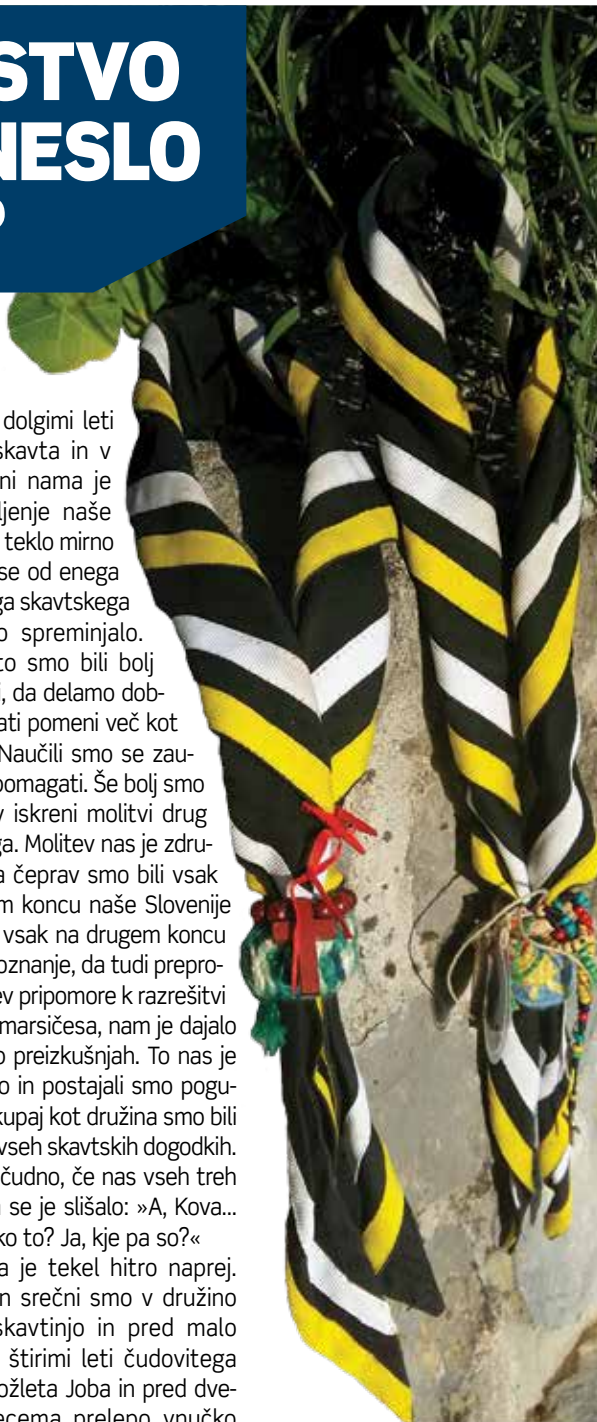 STVO
NESLO
dolgimi leti
skavta in v
ni nama je
ljenje naše
teklo mirno
se od enega
ga skavtskega
o spreminjalo.
to smo bili bolj
i, da delamo dob-
ati pomeni več kot
Naučili smo se zau-
pomagati. Še bolj smo
v iskreni molitvi drug
ga. Molitev nas je zdru-
a čeprav smo bili vsak
m koncu naše Slovenije
vsak na drugem koncu
oznanje, da tudi prepro-
ev pripomore k razrešitvi
marsičesa, nam je dajalo
o preizkušnjah. To nas je
o in postajali smo pogu-
kupaj kot družina smo bili
vseh skavtskih dogodkih.
čudno, če nas vseh treh
n se je slišalo: »A, Kova...
ko to? Ja, kje pa so?«
a je tekel hitro naprej.
n srečni smo v družino
skavtinjo in pred malo
štirimi leti čudovitega
ožleta Joba in pred dve-
ecema prelepo vnučko